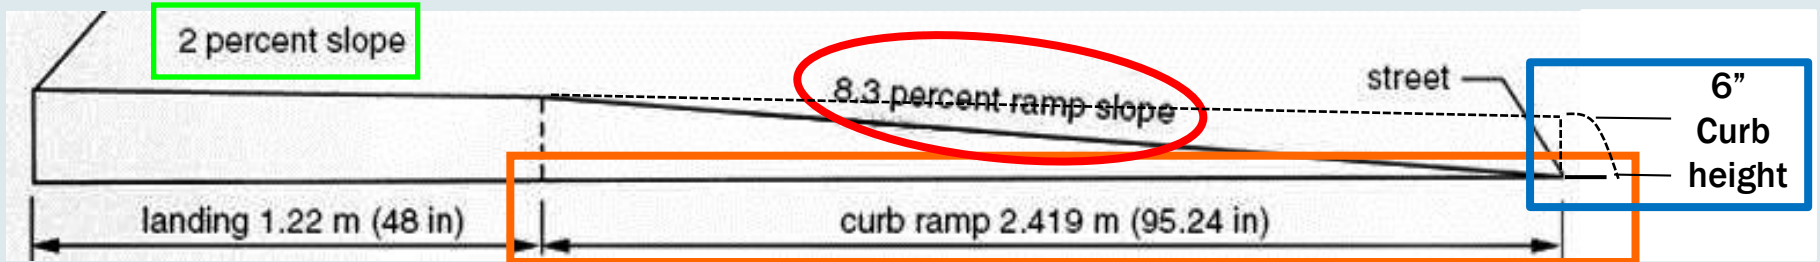 2 percent slope
8.3 percent ramp slope
street
6”
Curb
height
landing 1.22 m (48 in)
curb ramp 2.419 m (95.24 in)